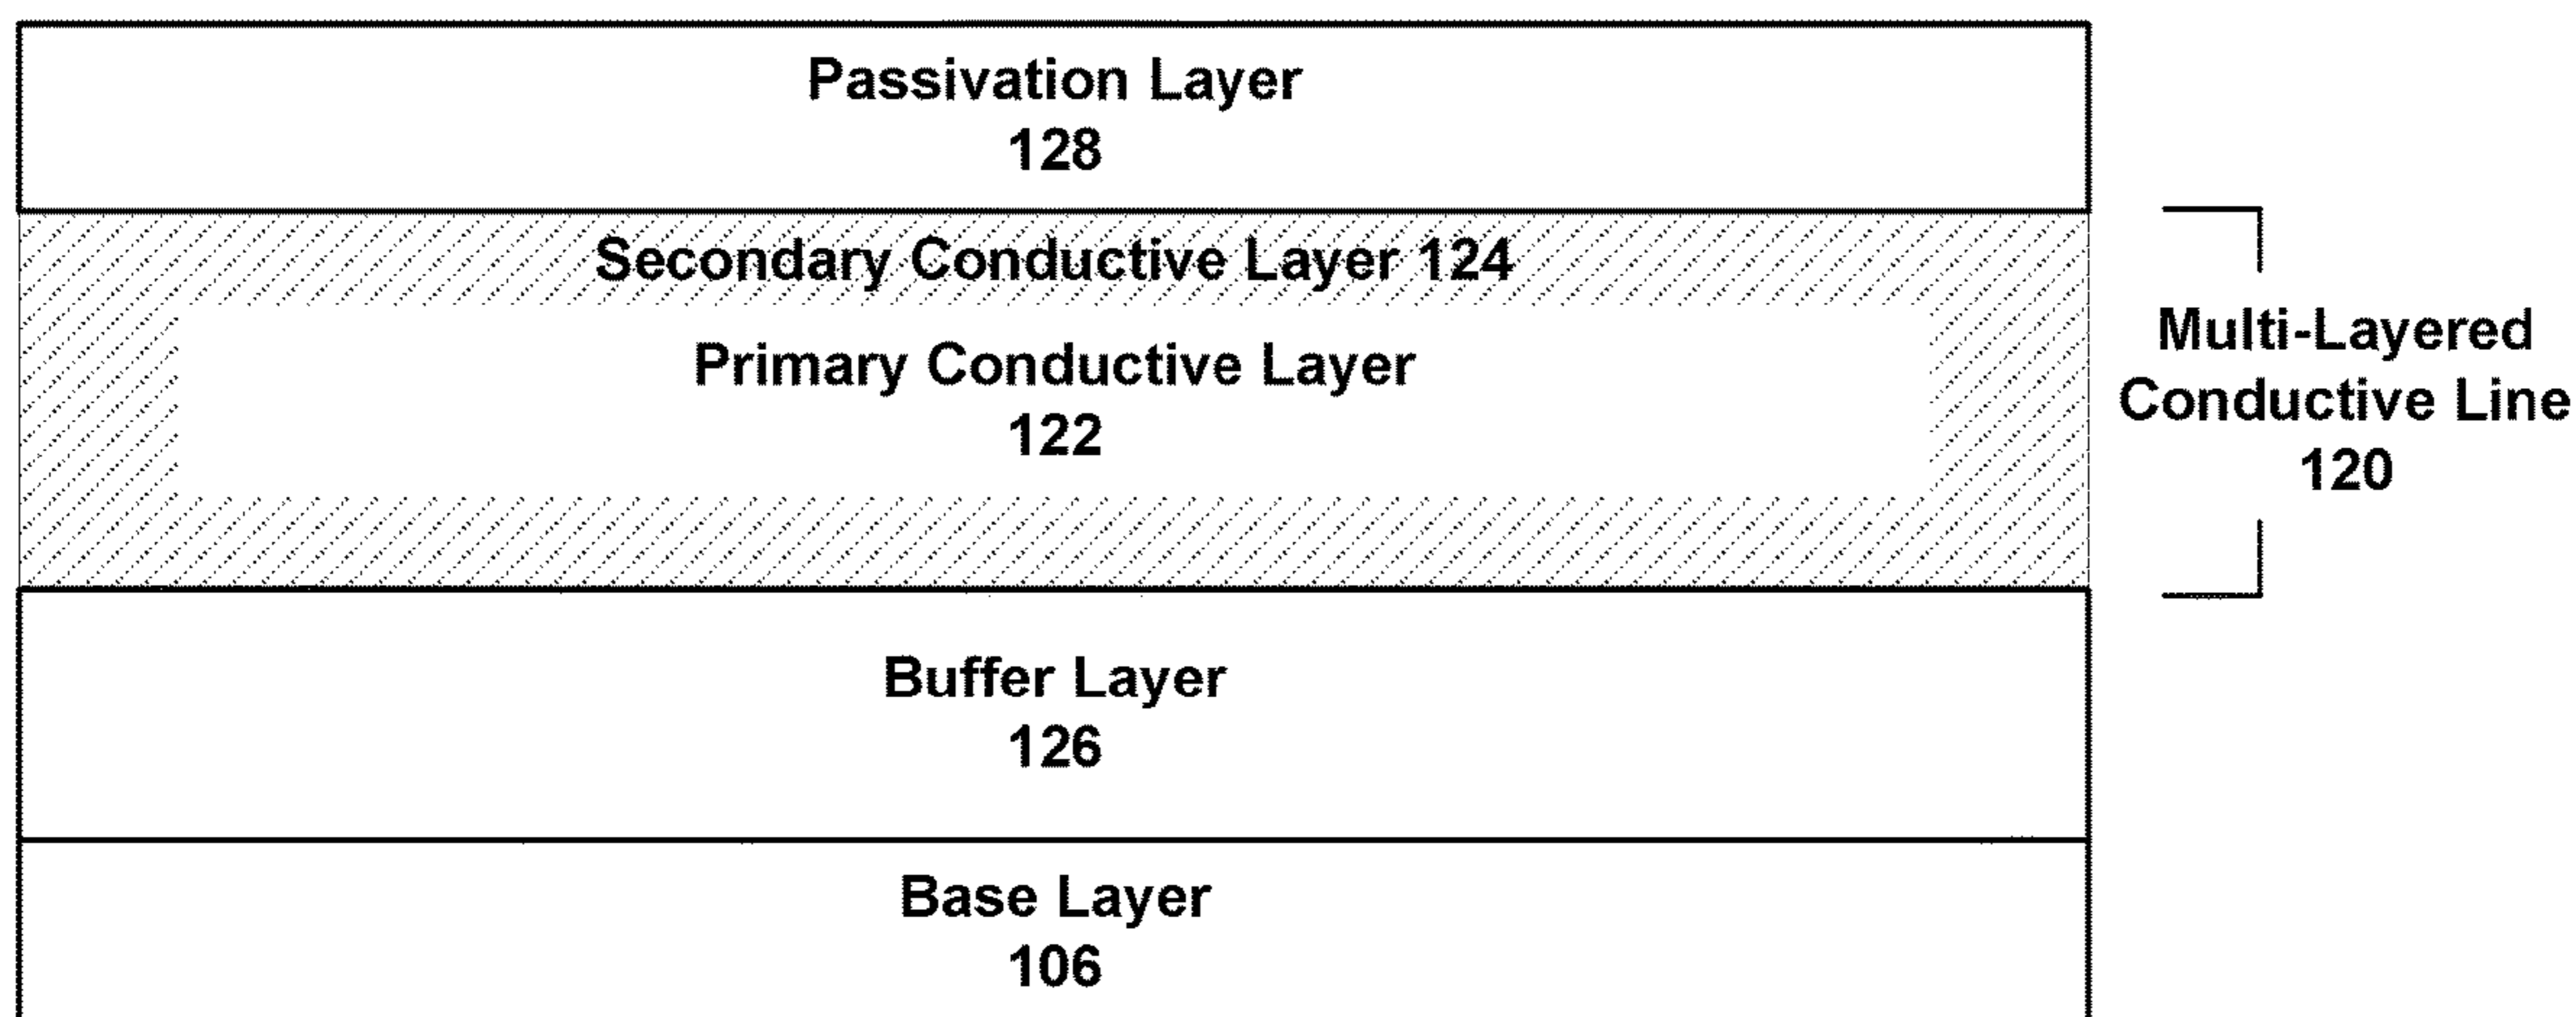 Passivation Layer
128
Secondary Conductive Layer 124
Primary Conductive Layer
122
Multi-Layered
Conductive Line
120
Buffer Layer
126
Base Layer
106